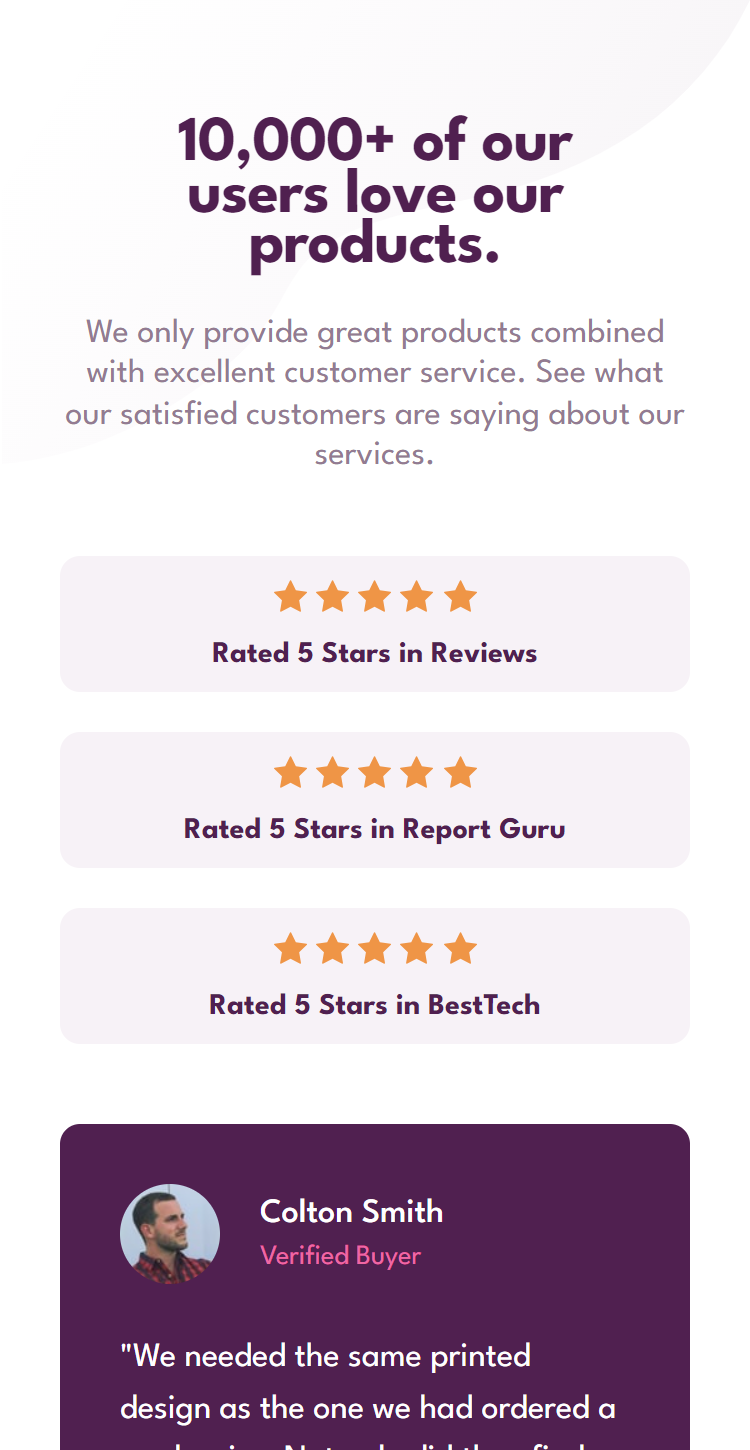 10,000+ of our
users love our
products.
We only provide great products combined
with excellent customer service. See what
our satisfied customers are saying about our
services.
Rated 5 Stars in Reviews
Rated 5 Stars in Report Guru
Rated 5 Stars in BestTech
Colton Smith
Verified Buyer
"We needed the same printed
design as the one we had ordered a